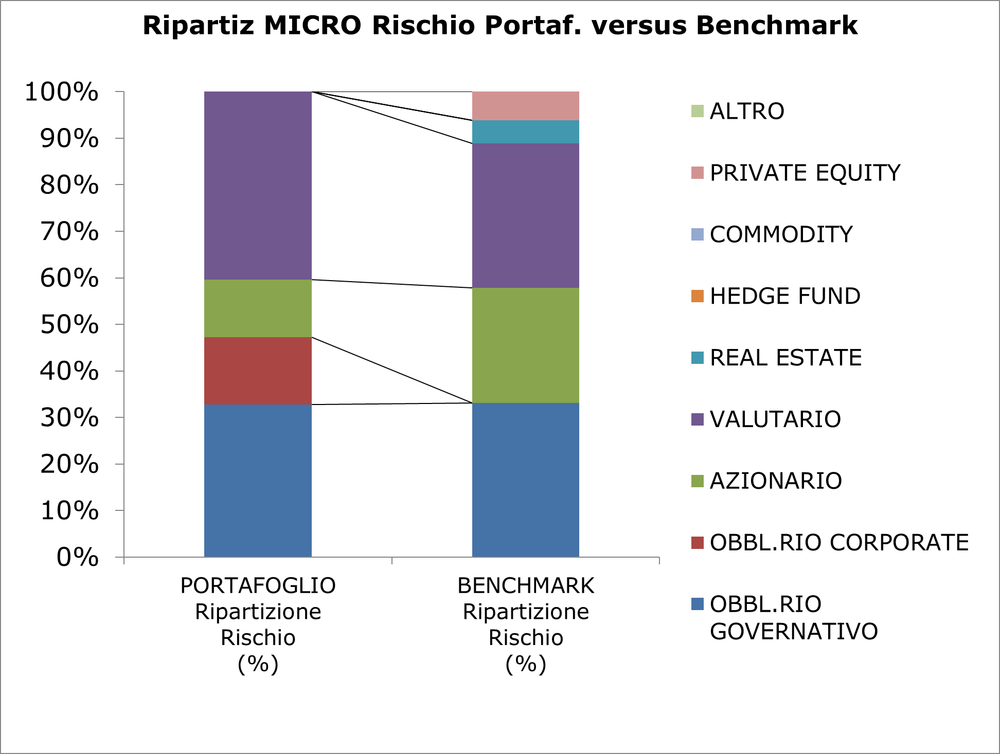 Ripartiz MICRO Rischio Portaf. versus Benchmark
100%
90%
80%
70%
60%
50%
40%
30%
20%
10%
0%
PORTAFOGLIO
Ripartizione
Rischio
(%)
BENCHMARK
Ripartizione
Rischio
(%)
ALTRO
PRIVATE EQUITY
COMMODITY
HEDGE FUND
REAL ESTATE
VALUTARIO
AZIONARIO
OBBL.RIO CORPORATE
OBBL.RIO
GOVERNATIVO